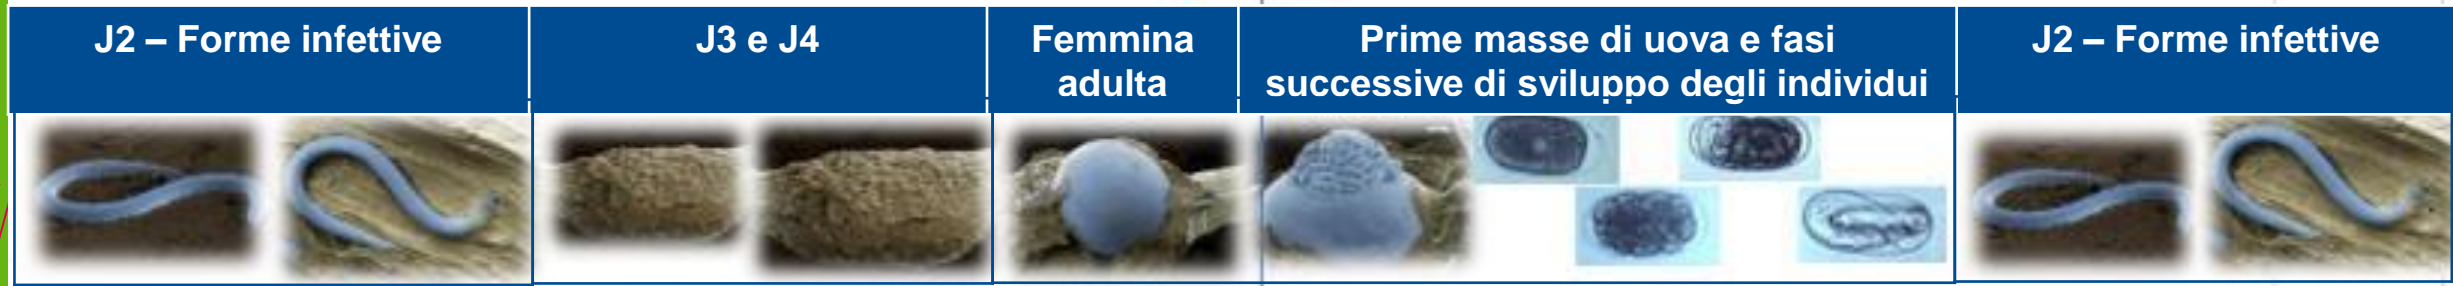 J2 – Forme infettive
J3 e J4
Femmina
adulta
Prime masse di uova e fasi
successive di sviluppo degli individui
J2 – Forme infettive